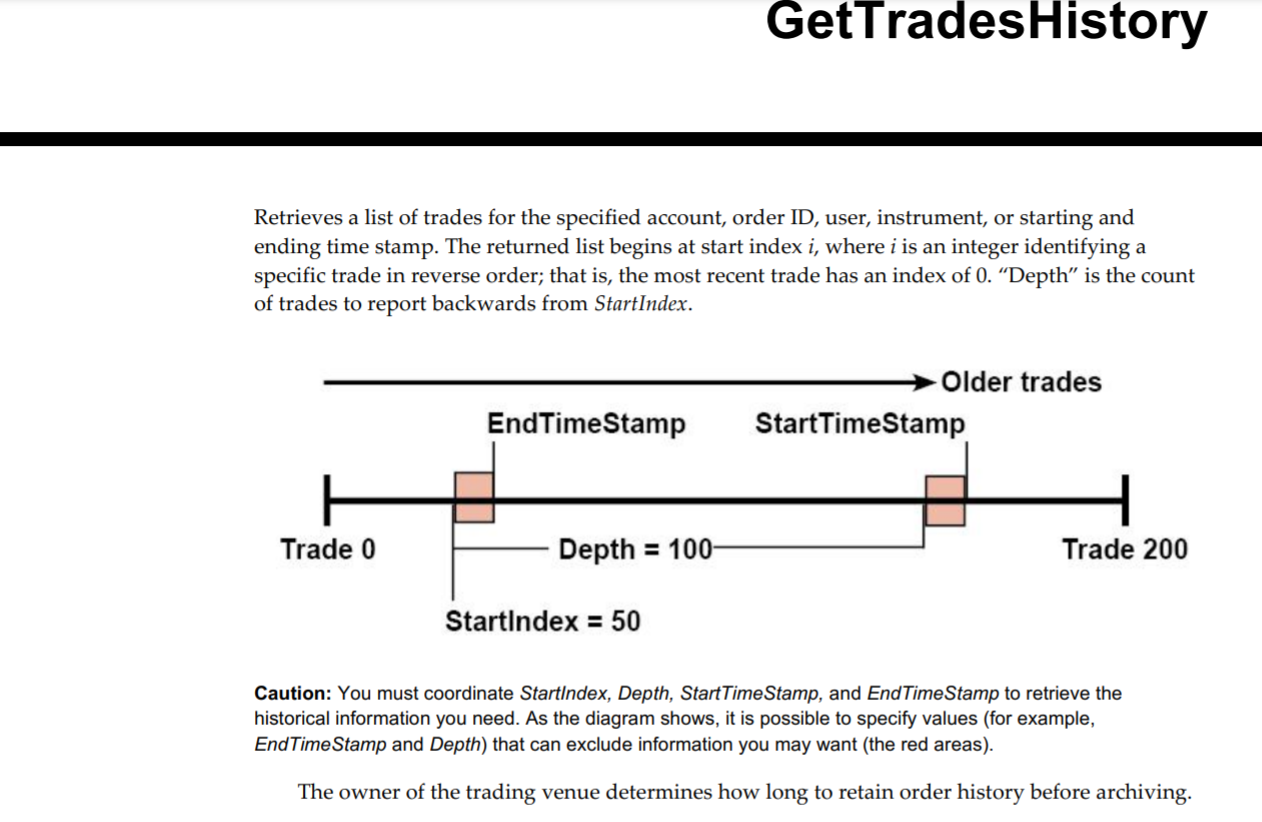 GetTradesHistory
Retrieves a list of trades for the specified account, order ID, user, instrument, or starting and
ending time stamp. The returned list begins at start index i, where i is an integer identifying a
specific trade in reverse order; that is, the most recent trade has an index of 0. “Depth” is the count
of trades to report backwards from StartIndex.
Older trades
EndTimeStamp StartTimeStamp
Trade 0 Depth = 100 Trade 200
StartIndex = 50
Caution: You must coordinate StartIndex, Depth, StartTimeStamp, and EndTimeStamp to retrieve the
historical information you need. As the diagram shows, it is possible to specify values (for example,
EndTimeStamp and Depth) that can exclude information you may want (the red areas).
The owner of the trading venue determines how long to retain order history before archiving.